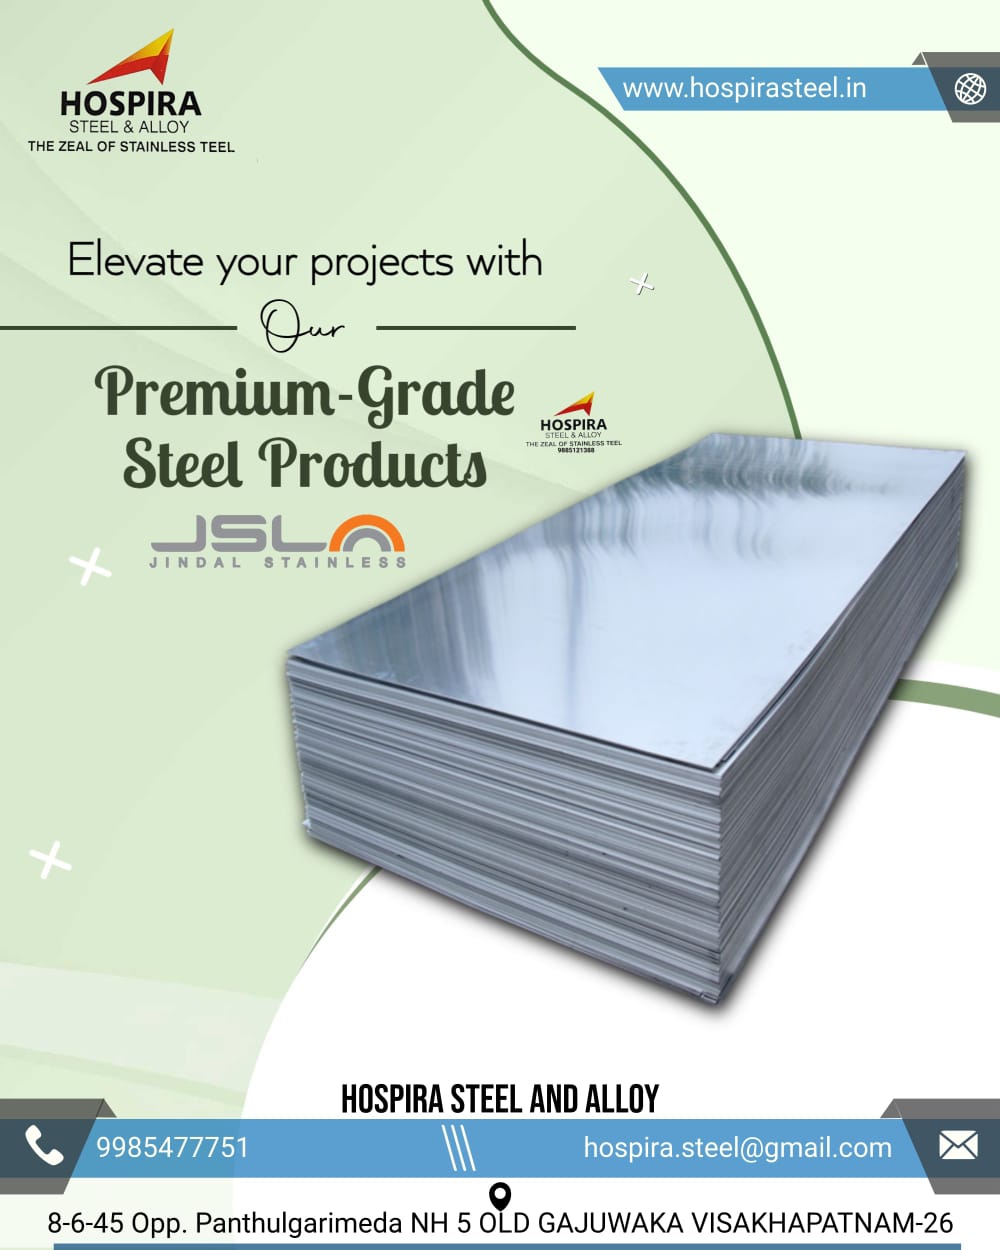 HOSPIRA
STEEL & ALLOY
THE ZEAL OF STAINLESS TEEL
www.hospirasteel.in
Elevate your projects with
Our
Premium-Grade
Steel Products
HOSPIRA
STEEL & ALLOY
THE ZEAL OF STAINLESS TEEL
9885121388
JSL
JINDAL STAINLESS
HOSPIRA STEEL AND ALLOY
9985477751
hospira.steel@gmail.com
8-6-45 Opp. Panthulgarimeda NH 5 OLD GAJUWAKA VISAKHAPATNAM-26